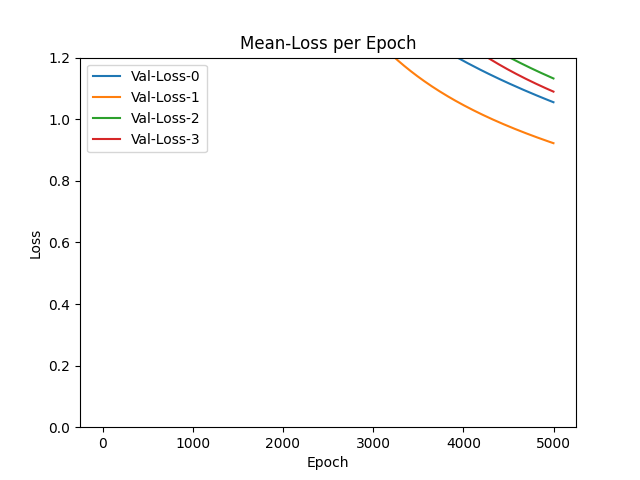 Mean-Loss per Epoch
Val-Loss-0
Val-Loss-1
Val-Loss-2
Val-Loss-3
1.2
1.0
0.8
0.6
0.4
0.2
0.0
Loss
0 1000 2000 3000 4000 5000
Epoch